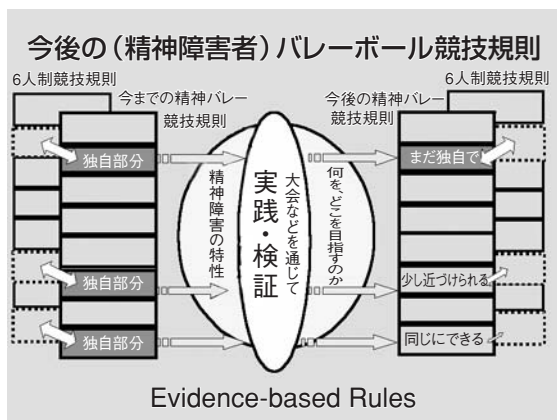 今後の（精神障害者）バレーボール競技規則
6人制競技規則
今までの精神バレー
競技規則
独自部分
独自部分
独自部分
精神障害の特性
実践・検証
大会などを通じて
何を、どこを目指すのか
6人制競技規則
今後の精神バレー
競技規則
まだ独自で
少し近づけられる
同じにできる
Evidence-based Rules